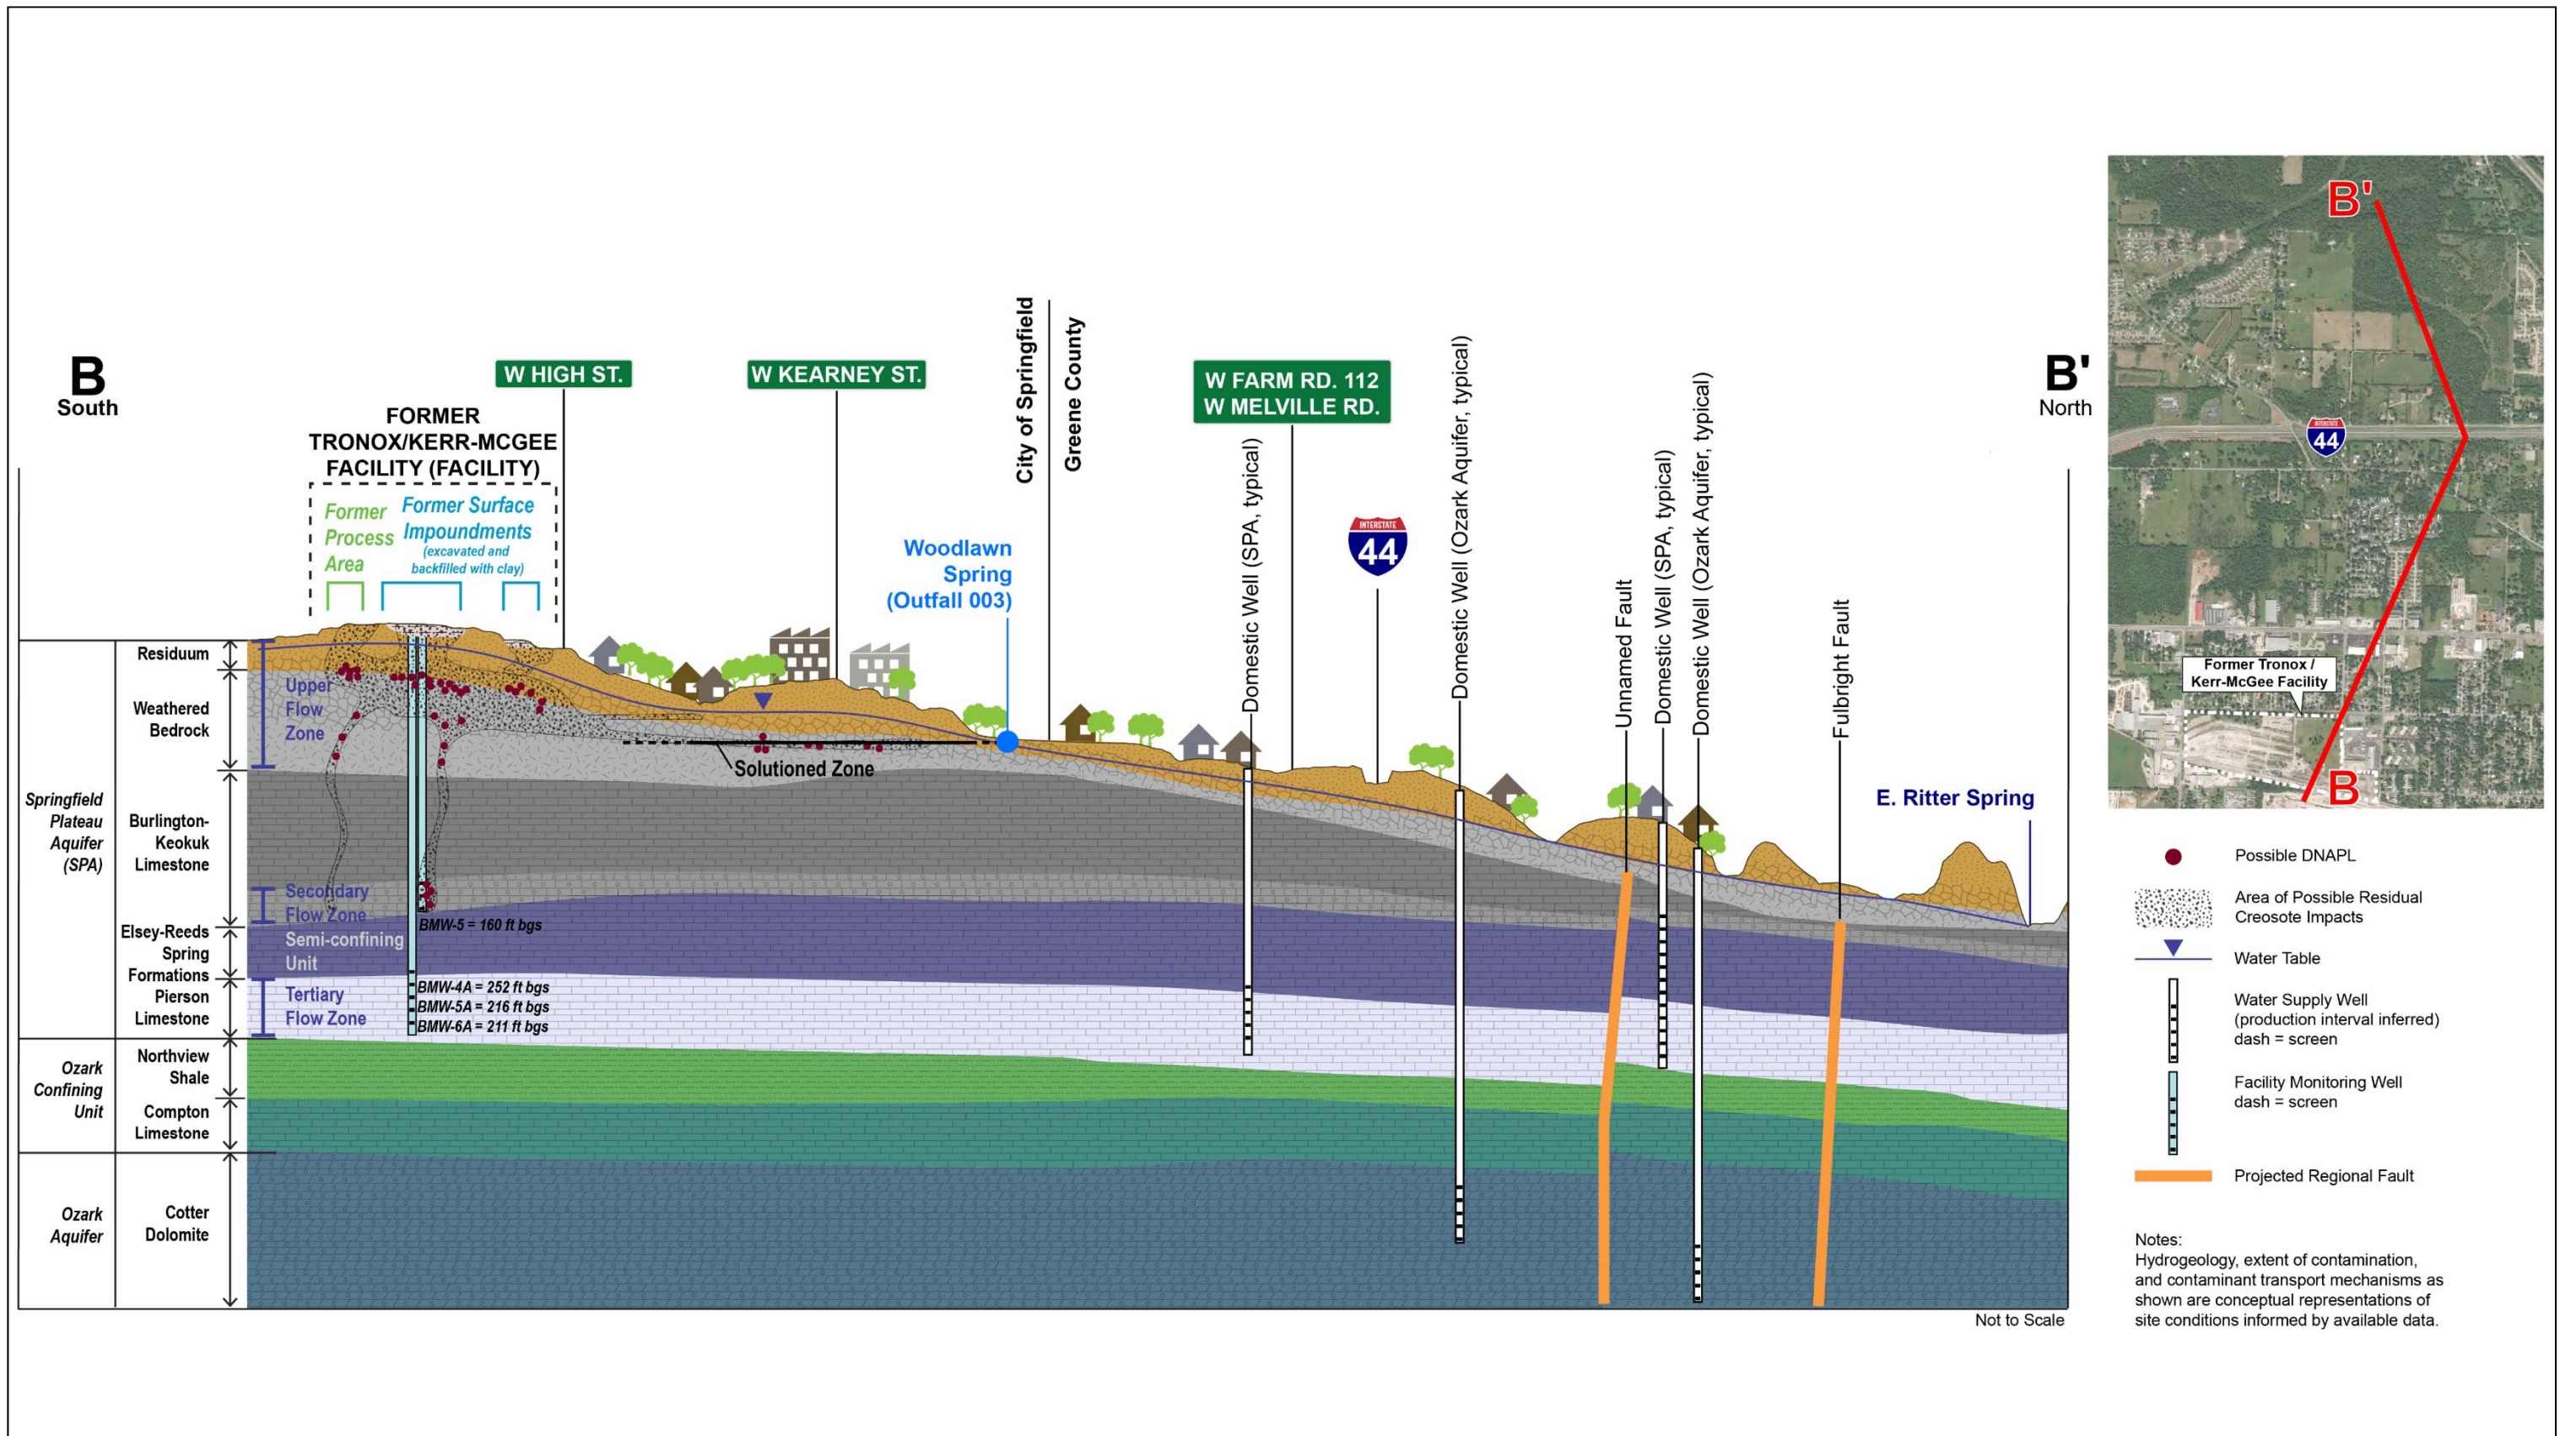 B
South
FORMER
TRONOX/KERR-MCGEE
FACILITY (FACILITY)
Former
Process
Area
Former Surface
Impoundments
(excavated and
backfilled with clay)
W HIGH ST.
W KEARNEY ST.
Woodlawn
Spring
(Outfall 003)
City of Springfield
Greene County
W FARM RD. 112
W MELVILLE RD.
Domestic Well (SPA, typical)
INTERSTATE
44
Domestic Well (Ozark Aquifer, typical)
Unnamed Fault
Domestic Well (SPA, typical)
Domestic Well (Ozark Aquifer, typical)
Fulbright Fault
E. Ritter Spring
B'
North
Springfield
Plateau
Aquifer
(SPA)
Ozark
Confining
Unit
Ozark
Aquifer
Residuum
Weathered
Bedrock
Burlington-
Keokuk
Limestone
Elsey-Reeds
Spring
Formations
Pierson
Limestone
Northview
Shale
Compton
Limestone
Cotter
Dolomite
Upper
Flow
Zone
Secondary
Flow Zone
Semi-confining
Unit
Tertiary
Flow Zone
Solutioned Zone
BMW-5 = 160 ft bgs
BMW-4A = 252 ft bgs
BMW-5A = 216 ft bgs
BMW-6A = 211 ft bgs
Not to Scale
B'
INTERSTATE
44
Former Tronox /
Kerr-McGee Facility
B
Possible DNAPL
Area of Possible Residual
Creosote Impacts
Water Table
Water Supply Well
(production interval inferred)
dash = screen
Facility Monitoring Well
dash = screen
Projected Regional Fault
Notes:
Hydrogeology, extent of contamination,
and contaminant transport mechanisms as
shown are conceptual representations of
site conditions informed by available data.